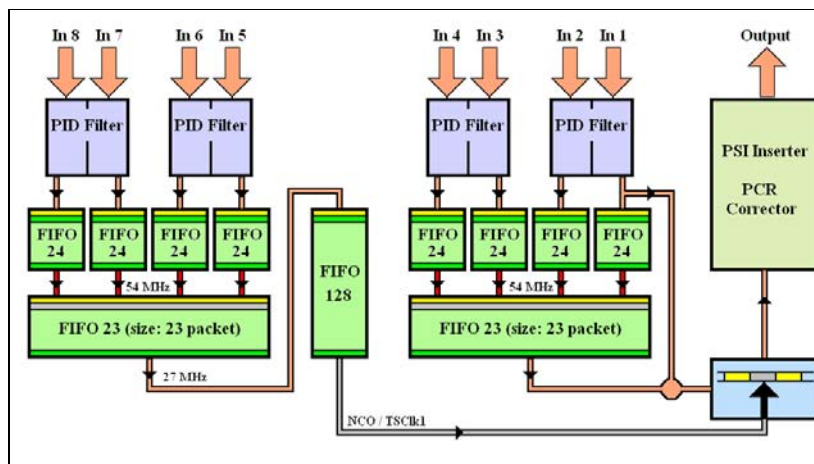 In 8 In 7 In 6 In 5 In 4 In 3 In 2 In 1 Output
PID Filter PID Filter PID Filter PID Filter
PSI Inserter
PCR
Corrector
FIFO
24
FIFO
24
FIFO
24
FIFO
24
FIFO
128
FIFO
24
FIFO
24
FIFO
24
FIFO
24
54 MHz
54 MHz
FIFO 23 (size: 23 packet)
FIFO 23 (size: 23 packet)
27 MHz
NCO / TSClk1